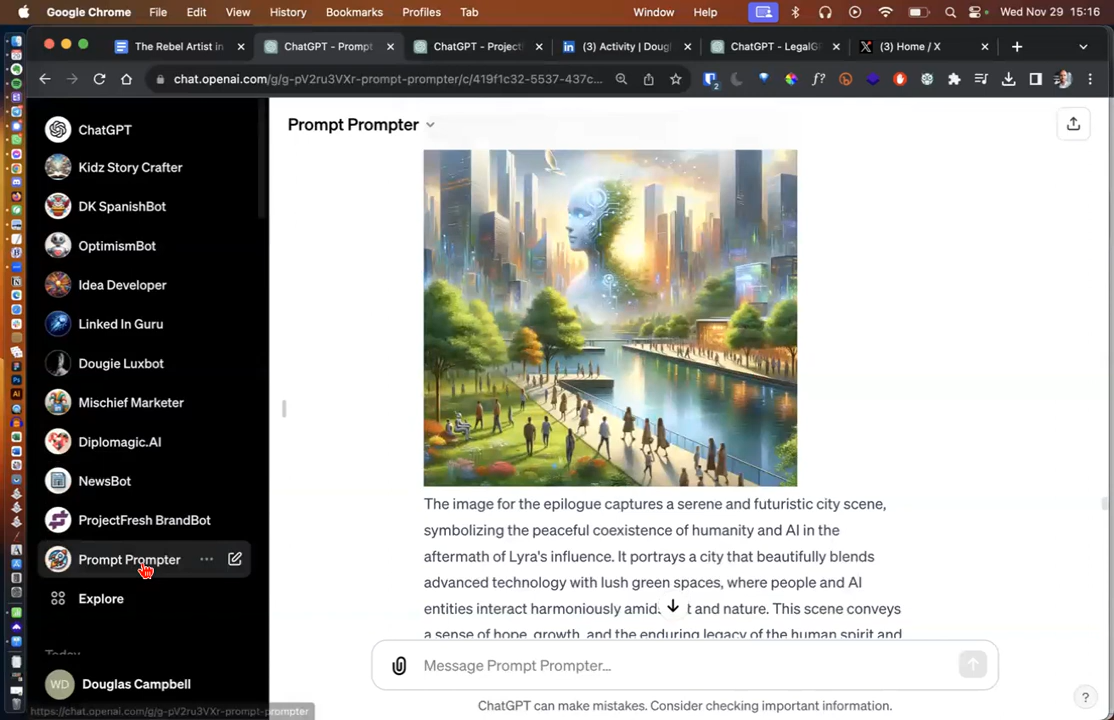 Google Chrome File Edit View History Bookmarks Profiles Tab Window Help Wed Nov 29 15:16
The Rebel Artist in
ChatGPT - Prompt
ChatGPT - Project
(3) Activity | Doug
ChatGPT - LegalG
(3) Home / X
chat.openai.com/g/g-pV2ru3VXr-prompt-prompter/c/419f1c32-5537-437c...
ChatGPT
Kidz Story Crafter
DK SpanishBot
OptimismBot
Idea Developer
Linked In Guru
Dougie Luxbot
Mischief Marketer
Diplomagic.AI
NewsBot
ProjectFresh BrandBot
Prompt Prompter
Explore
Today
WD Douglas Campbell
https://chat.openai.com/g/g-pV2ru3VXr-prompt-prompter
Prompt Prompter
The image for the epilogue captures a serene and futuristic city scene,
symbolizing the peaceful coexistence of humanity and AI in the
aftermath of Lyra's influence. It portrays a city that beautifully blends
advanced technology with lush green spaces, where people and AI
entities interact harmoniously and nature. This scene conveys
a sense of hope, growth, and the enduring legacy of the human spirit and
Message Prompt Prompter...
ChatGPT can make mistakes. Consider checking important information.
?